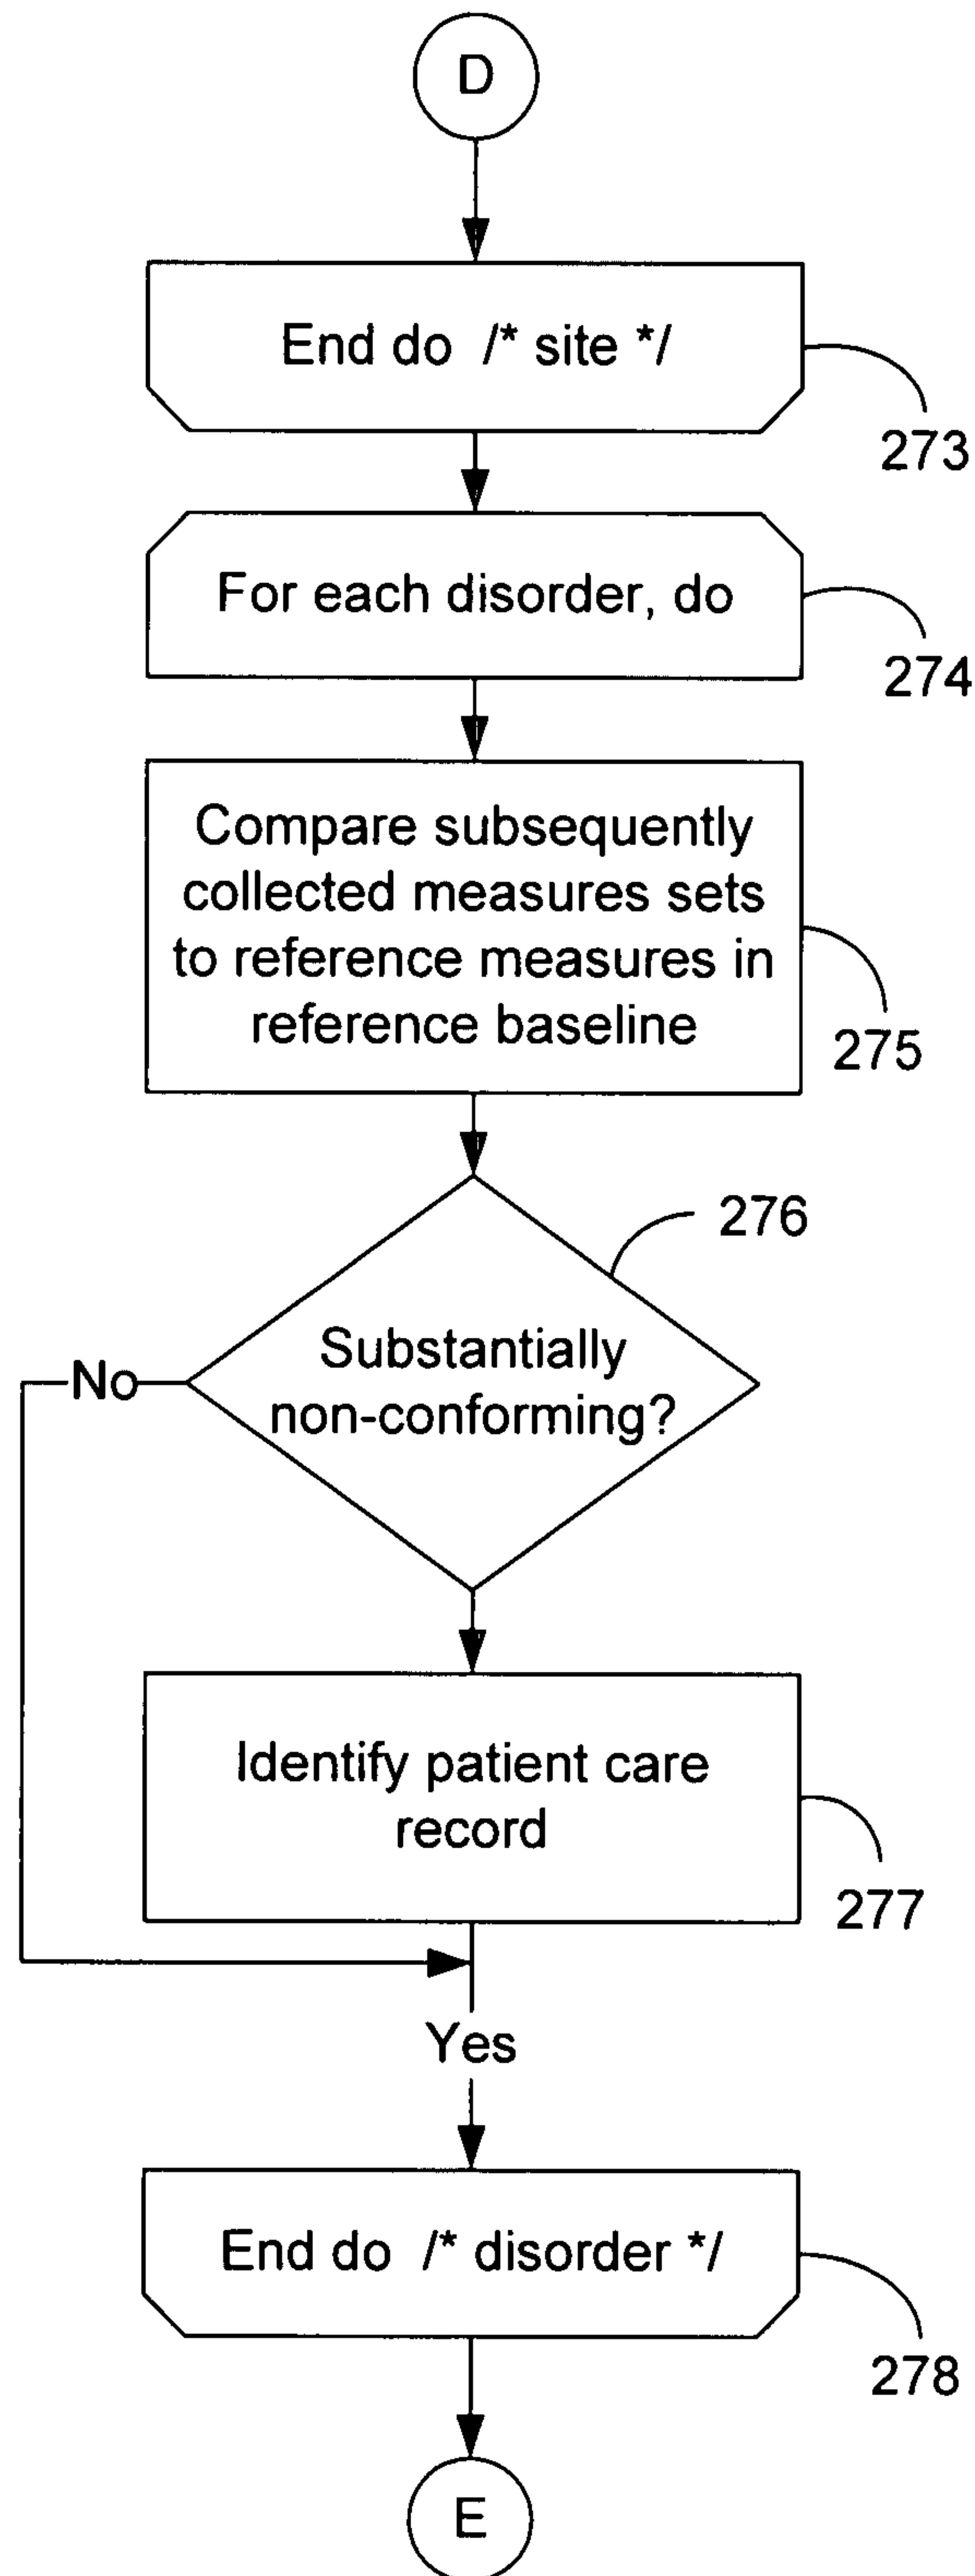 D
End do /* site */
273
For each disorder, do
274
Compare subsequently
collected measures sets
to reference measures in
reference baseline
275
276
Substantially
non-conforming?
No
Identify patient care
record
277
Yes
End do /* disorder */
278
E